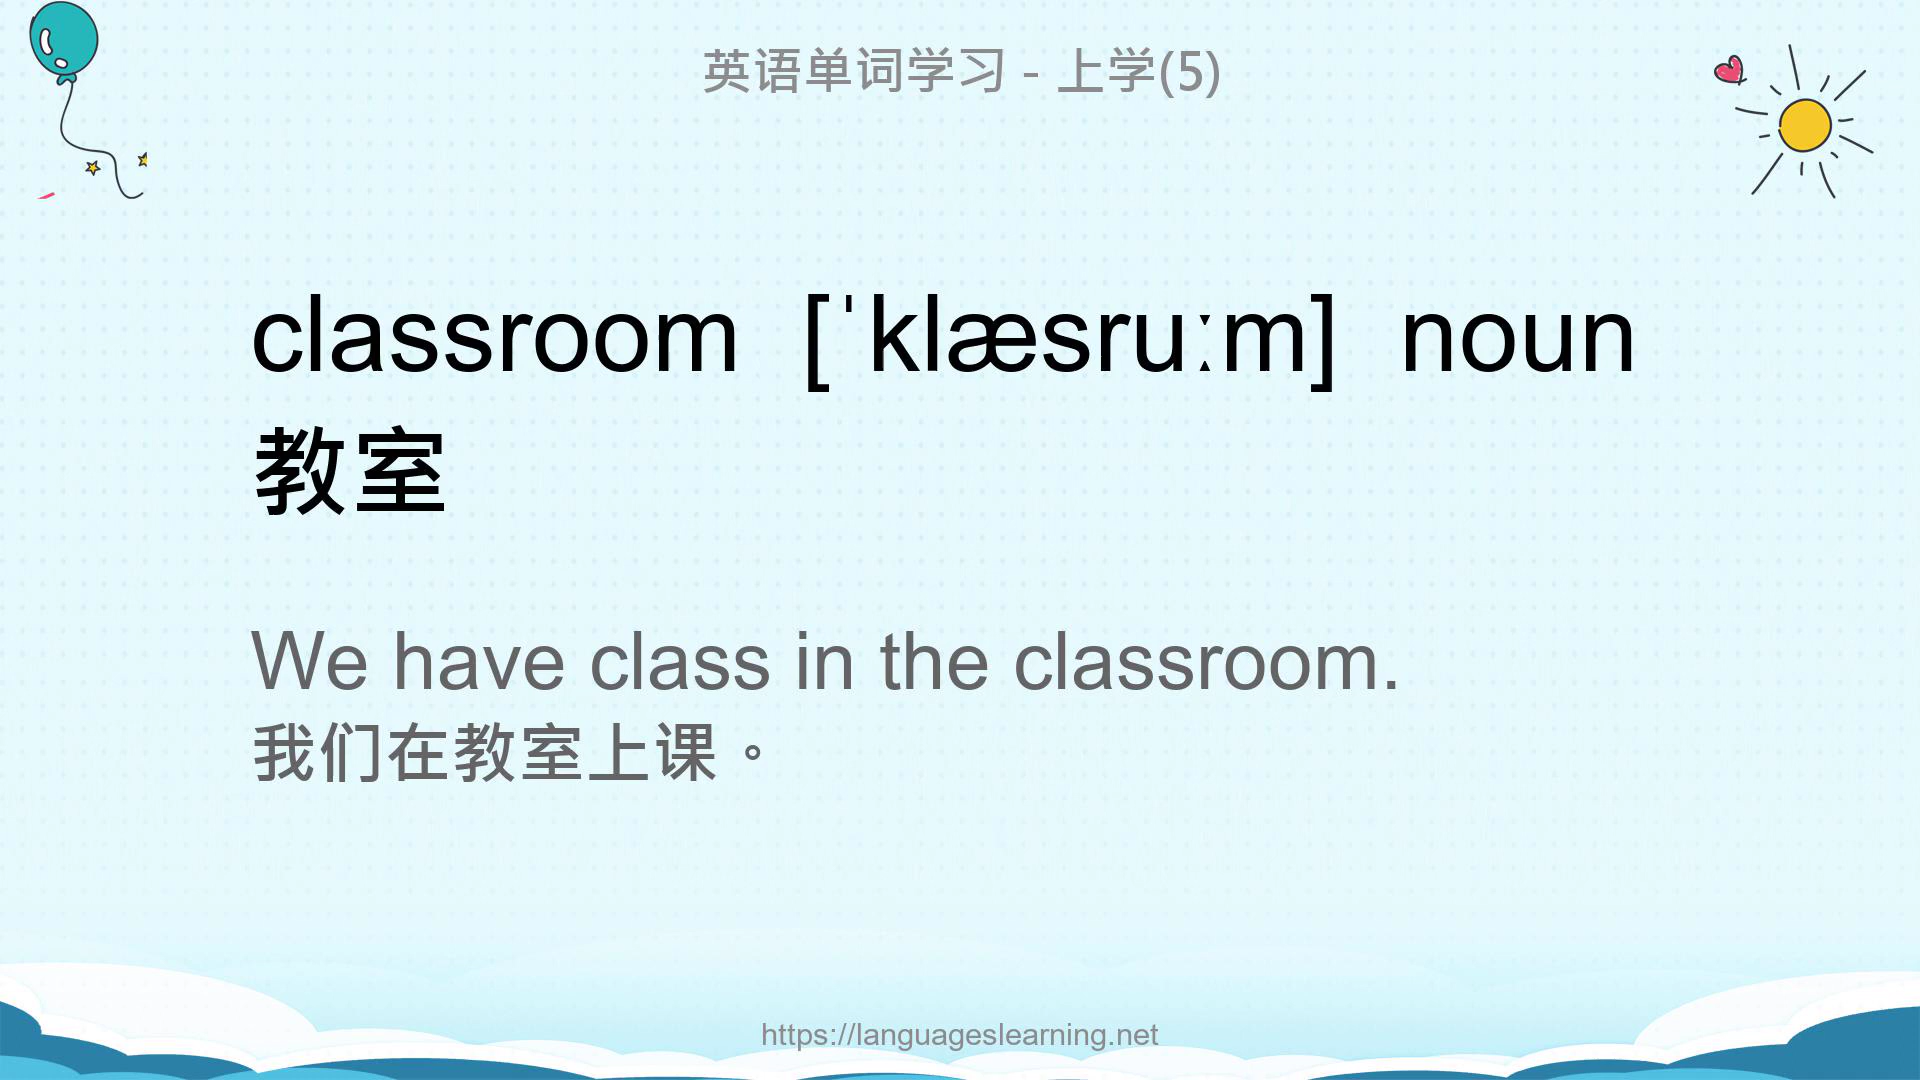 英语单词学习 - 上学(5)
classroom [ˈklæsruːm] noun
教室
We have class in the classroom.
我们在教室上课。
https://languageslearning.net